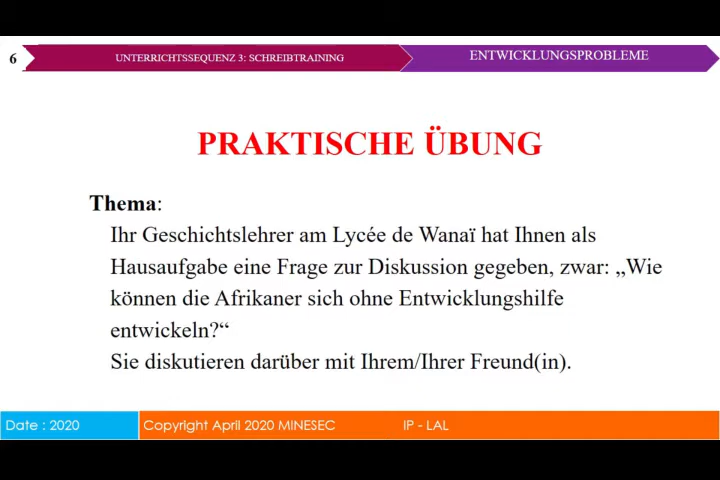 6
UNTERRICHTSSEQUENZ 3: SCHREIBTRAINING
ENTWICKLUNGSPROBLEME
PRAKTISCHE ÜBUNG
Thema:
Ihr Geschichtslehrer am Lycée de Wanaï hat Ihnen als
Hausaufgabe eine Frage zur Diskussion gegeben, zwar: „Wie
können die Afrikaner sich ohne Entwicklungshilfe
entwickeln?“
Sie diskutieren darüber mit Ihrem/Ihrer Freund(in).
Date : 2020
Copyright April 2020 MINESEC
IP - LAL